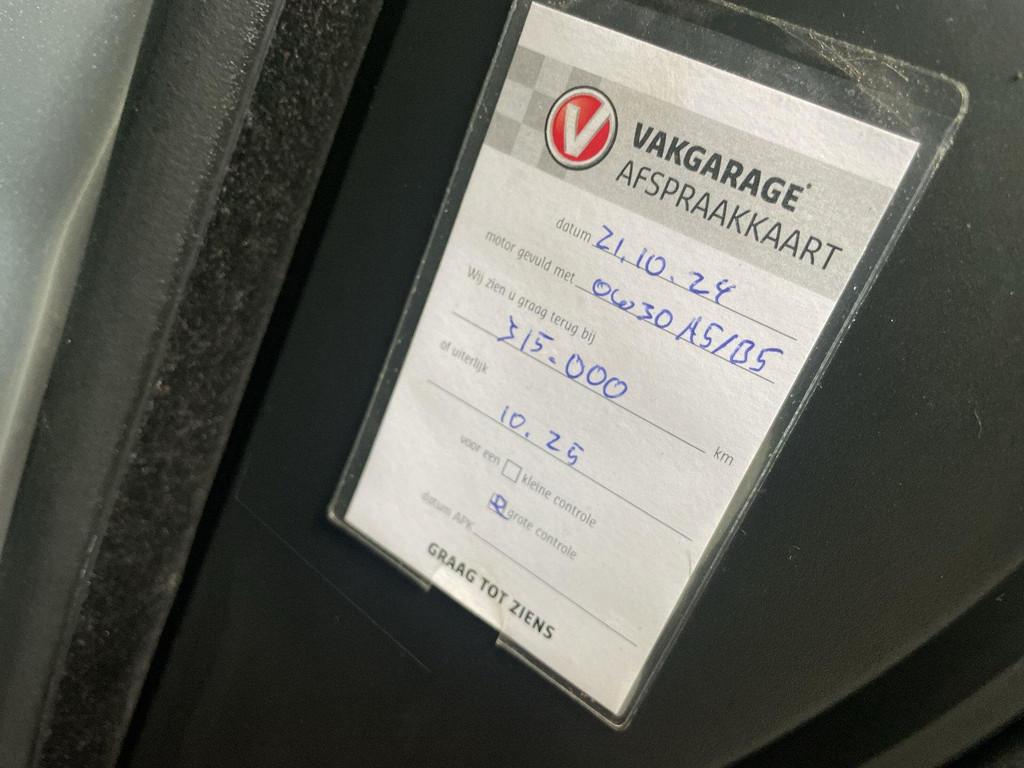 V VAKGARAGE
AFSPRAAKKAART
datum 21.10.24
motor gevuld met 0w30 A5/B5
Wij zien u graag terug bij
315.000 km
of uiterlijk
10.25
voor een kleine controle
grote controle
datum APK
GRAAG TOT ZIENS